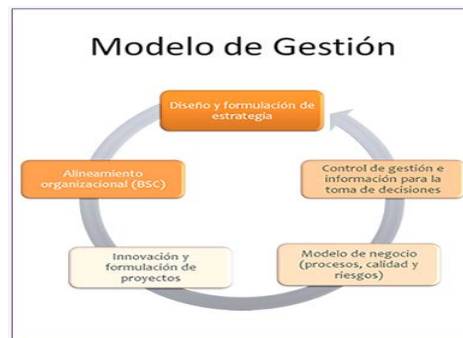 Modelo de Gestión
Diseño y formulación de
estrategia
Alineamiento
organizacional (BSC)
Innovación y
formulación de
proyectos
Modelo de negocio
(procesos, calidad y
riesgos)
Control de gestión e
información para la
toma de decisiones